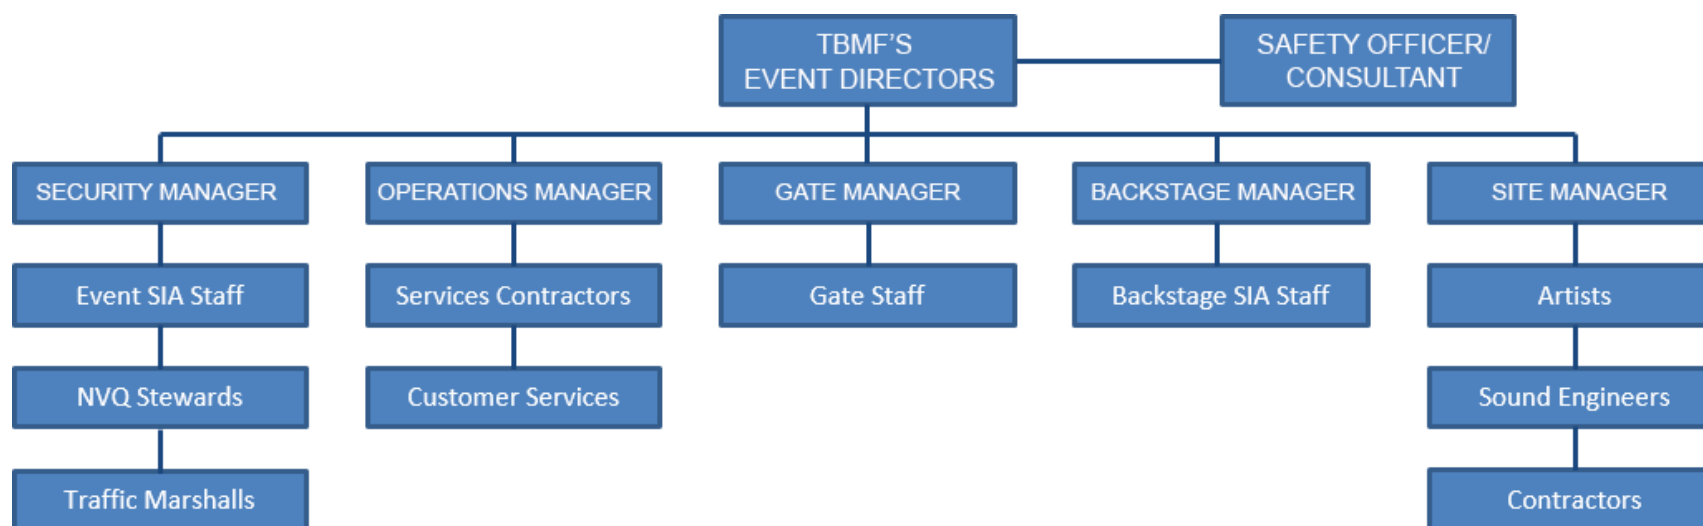 TBMF'S
EVENT DIRECTORS
SAFETY OFFICER/
CONSULTANT
SECURITY MANAGER
OPERATIONS MANAGER
GATE MANAGER
BACKSTAGE MANAGER
SITE MANAGER
Event SIA Staff
Services Contractors
Gate Staff
Backstage SIA Staff
Artists
NVQ Stewards
Customer Services
Sound Engineers
Traffic Marshalls
Contractors